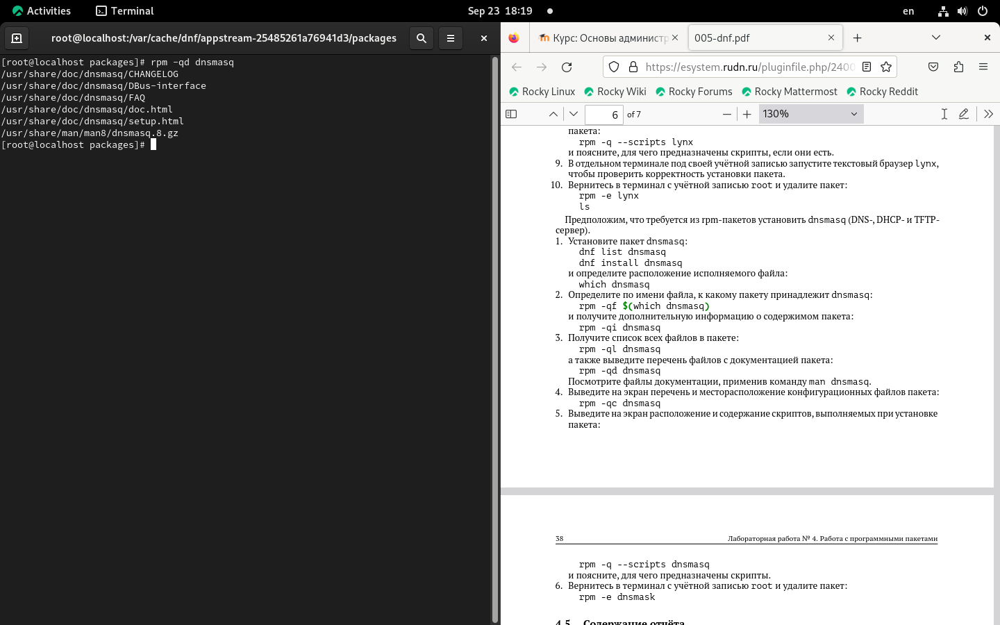 Activities
Terminal
Sep 23 18:19
en
root@localhost:/var/cache/dnf/appstream-25485261a76941d3/packages
[root@localhost packages]# rpm -qd dnsmasq
/usr/share/doc/dnsmasq/CHANGELOG
/usr/share/doc/dnsmasq/DBus-interface
/usr/share/doc/dnsmasq/FAQ
/usr/share/doc/dnsmasq/doc.html
/usr/share/doc/dnsmasq/setup.html
/usr/share/man/man8/dnsmasq.8.gz
[root@localhost packages]#
Курс: Основы администр
005-dnf.pdf
https://esystem.rudn.ru/pluginfile.php/2400
Rocky Linux
Rocky Wiki
Rocky Forums
Rocky Mattermost
Rocky Reddit
6 of 7
130%
пакета:
rpm -q --scripts lynx
и поясните, для чего предназначены скрипты, если они есть.
9. В отдельном терминале под своей учётной записью запустите текстовый браузер lynx,
чтобы проверить корректность установки пакета.
10. Вернитесь в терминал с учётной записью root и удалите пакет:
rpm -e lynx
ls
Предположим, что требуется из rpm-пакетов установить dnsmasq (DNS-, DHCP- и TFTP-
сервер).
1. Установите пакет dnsmasq:
dnf list dnsmasq
dnf install dnsmasq
и определите расположение исполняемого файла:
which dnsmasq
2. Определите по имени файла, к какому пакету принадлежит dnsmasq:
rpm -qf $(which dnsmasq)
и получите дополнительную информацию о содержимом пакета:
rpm -qi dnsmasq
3. Получите список всех файлов в пакете:
rpm -ql dnsmasq
а также выведите перечень файлов с документацией пакета:
rpm -qd dnsmasq
Посмотрите файлы документации, применив команду man dnsmasq.
4. Выведите на экран перечень и месторасположение конфигурационных файлов пакета:
rpm -qc dnsmasq
5. Выведите на экран расположение и содержание скриптов, выполняемых при установке
пакета:
38
Лабораторная работа № 4. Работа с программными пакетами
rpm -q --scripts dnsmasq
и поясните, для чего предназначены скрипты.
6. Вернитесь в терминал с учётной записью root и удалите пакет:
rpm -e dnsmask
4.5. Содержание отчёта